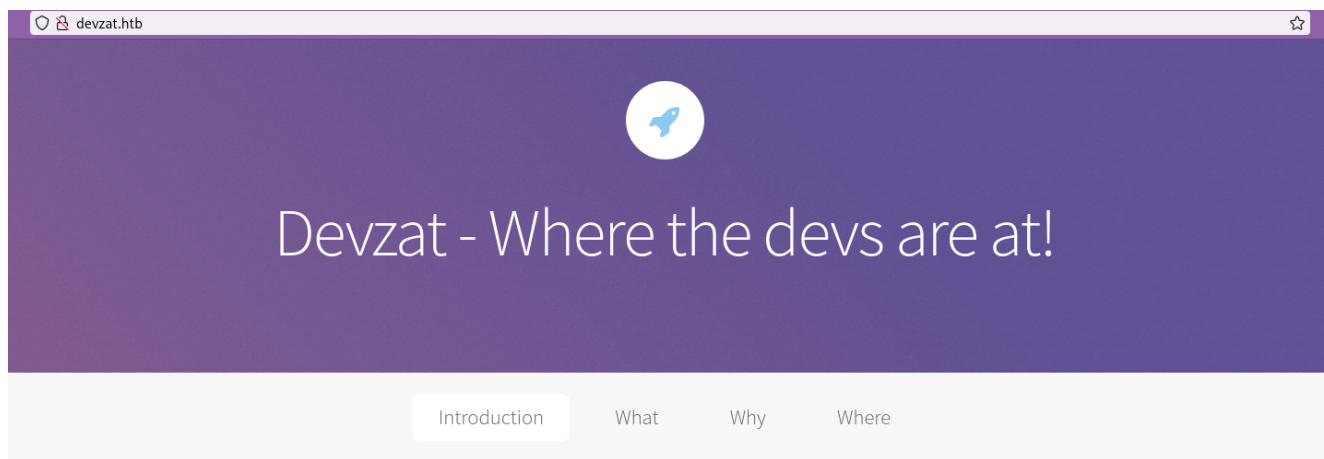 devzat.htb
Devzat - Where the devs are at!
Introduction What Why Where